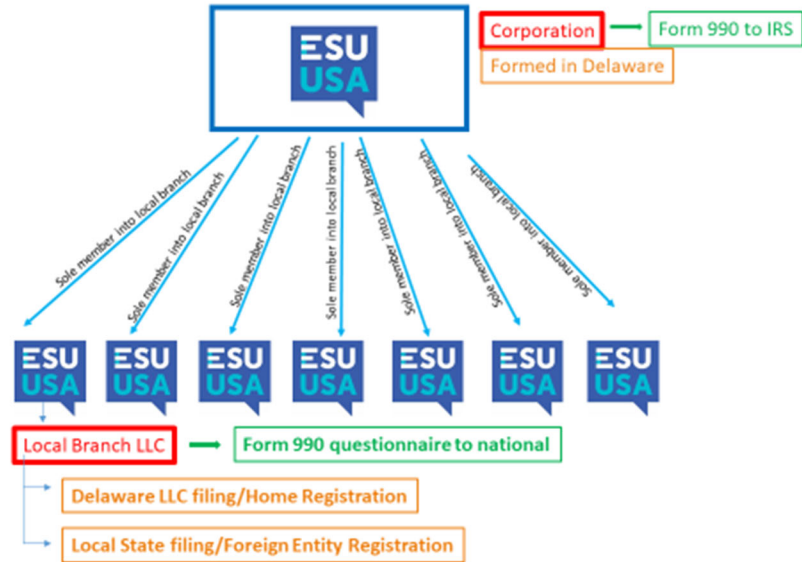 ESU
USA
Corporation
Form 990 to IRS
Formed in Delaware
Sole member into local branch
Sole member into local branch
Sole member into local branch
Sole member into local branch
Sole member into local branch
Sole member into local branch
Sole member into local branch
ESU
USA
ESU
USA
ESU
USA
ESU
USA
ESU
USA
ESU
USA
ESU
USA
Local Branch LLC
Form 990 questionnaire to national
Delaware LLC filing/Home Registration
Local State filing/Foreign Entity Registration